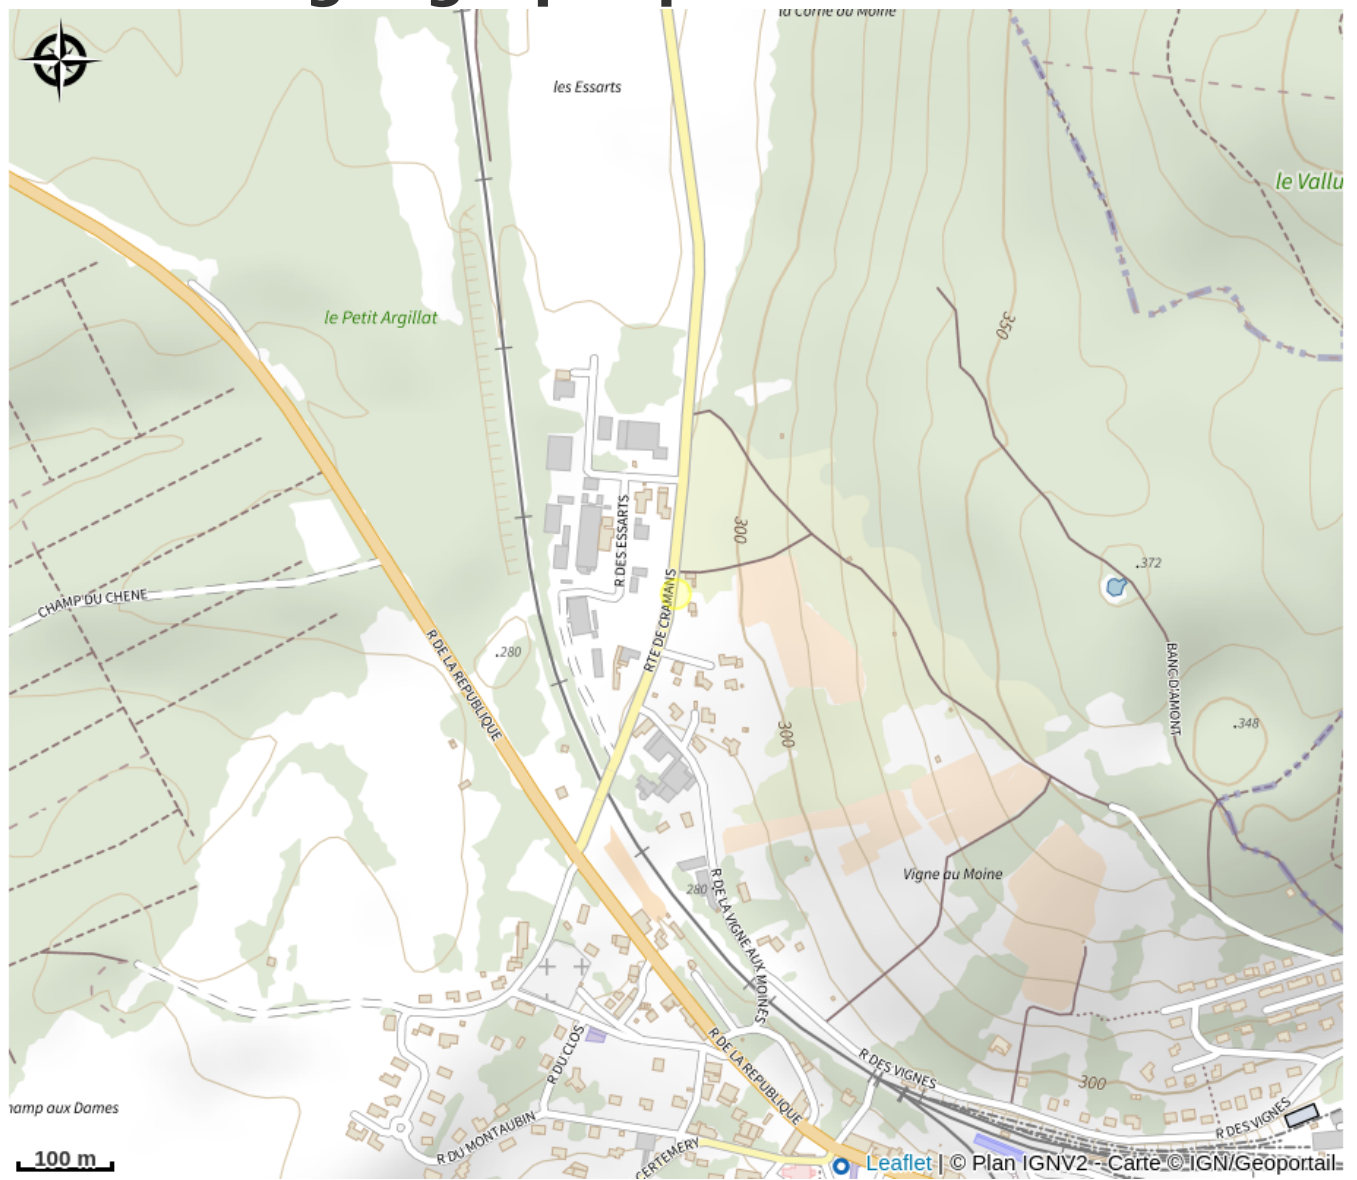 la Corne au Moine
les Essarts
le Vallu
le Petit Argillat
350
300
R DES ESSARTS
.372
CHAMP DU CHENE
RTE DE CRAMANS
R DE LA REPUBLIQUE
.280
BANC D'AMONT
300
.348
Vigne au Moine
280
R DE LA VIGNE AUX MOINES
R DU CLOS
R DE LA REPUBLIQUE
R DES VIGNES
300
hamp aux Dames
R DU MONTAUBIN
R DES VIGNES
CERTEMERY
100 m
Leaflet | © Plan IGNV2 - Carte © IGN/Geoportail